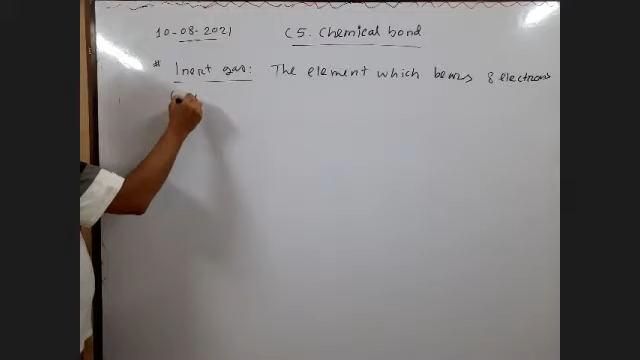 10-08-2021 C5. Chemical bond
# Inert gas: The element which bears 8 electrons